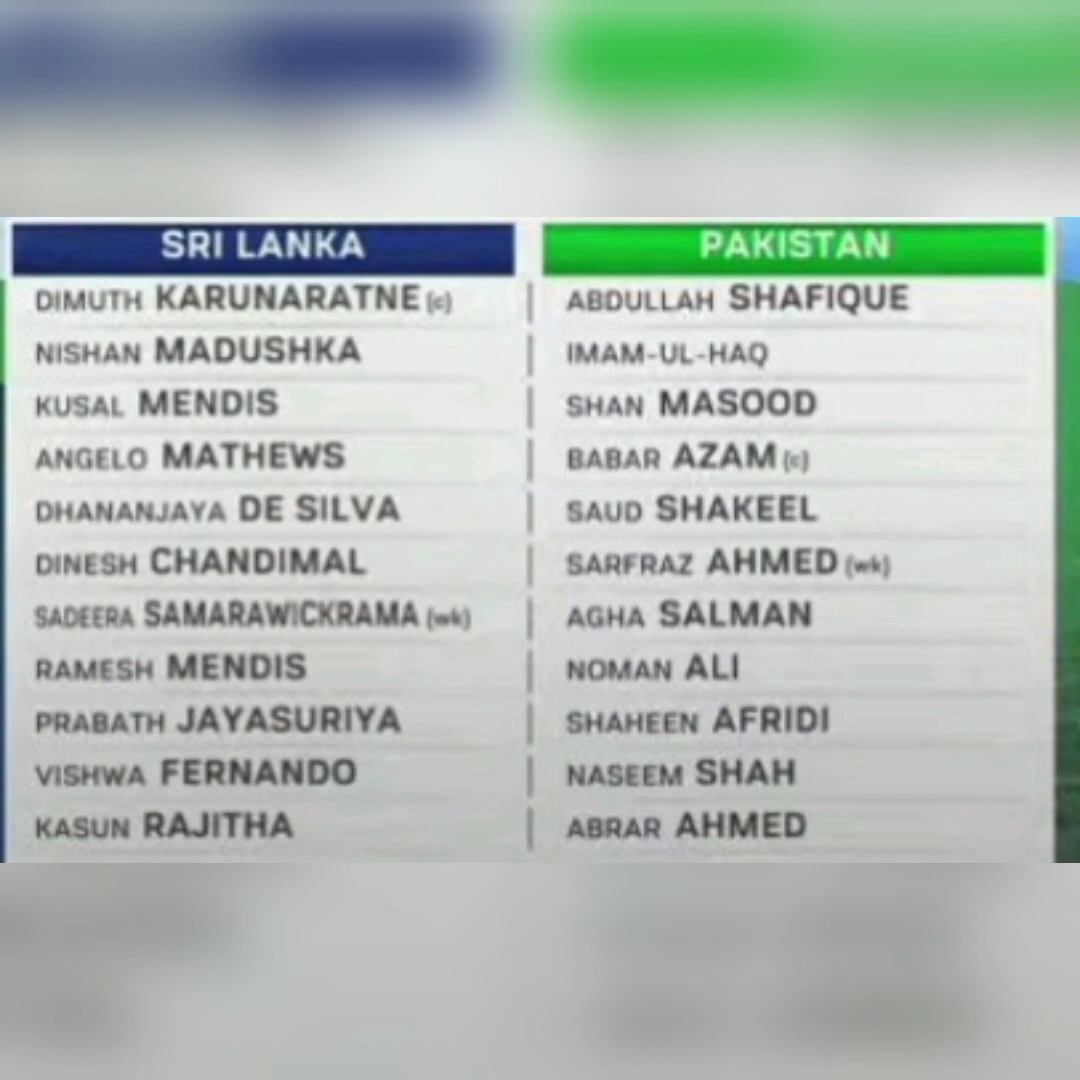 SRI LANKA
DIMUTH KARUNARATNE (c)
NISHAN MADUSHKA
KUSAL MENDIS
ANGELO MATHEWS
DHANANJAYA DE SILVA
DINESH CHANDIMAL
SADEERA SAMARAWICKRAMA (wk)
RAMESH MENDIS
PRABATH JAYASURIYA
VISHWA FERNANDO
KASUN RAJITHA
PAKISTAN
ABDULLAH SHAFIQUE
IMAM-UL-HAQ
SHAN MASOOD
BABAR AZAM (c)
SAUD SHAKEEL
SARFRAZ AHMED (wk)
AGHA SALMAN
NOMAN ALI
SHAHEEN AFRIDI
NASEEM SHAH
ABRAR AHMED